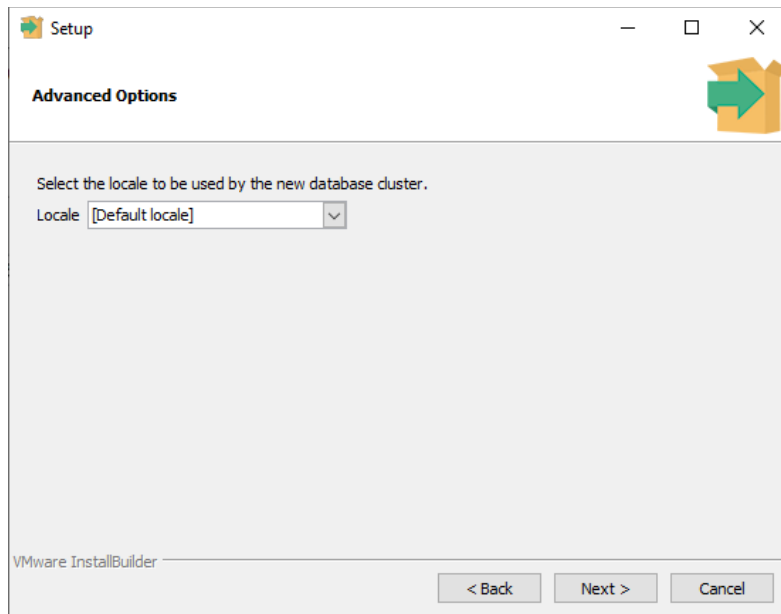 Setup
Advanced Options
Select the locale to be used by the new database cluster.
Locale [Default locale]
VMware InstallBuilder
< Back Next > Cancel